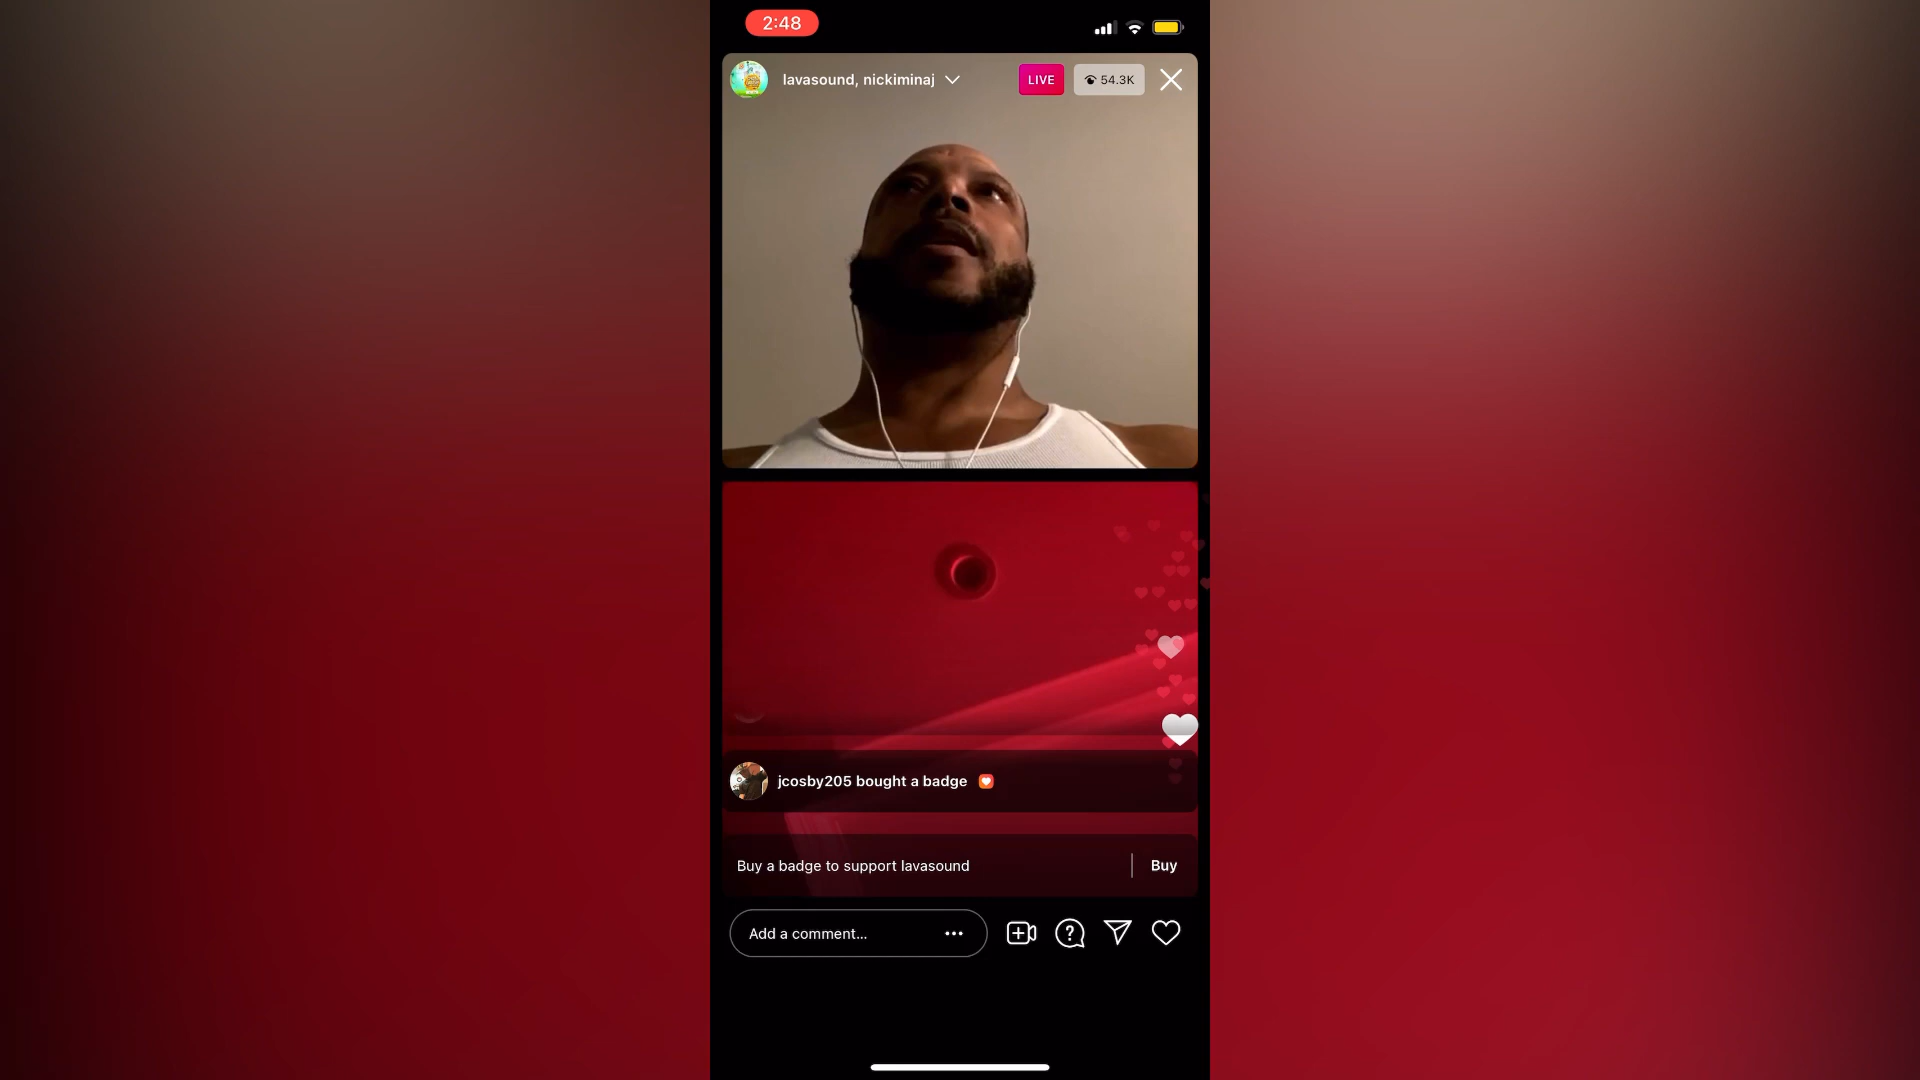 2:48
lavasound, nickiminaj
LIVE
54.3K
jcosby205 bought a badge
Buy a badge to support lavasound
Buy
Add a comment...